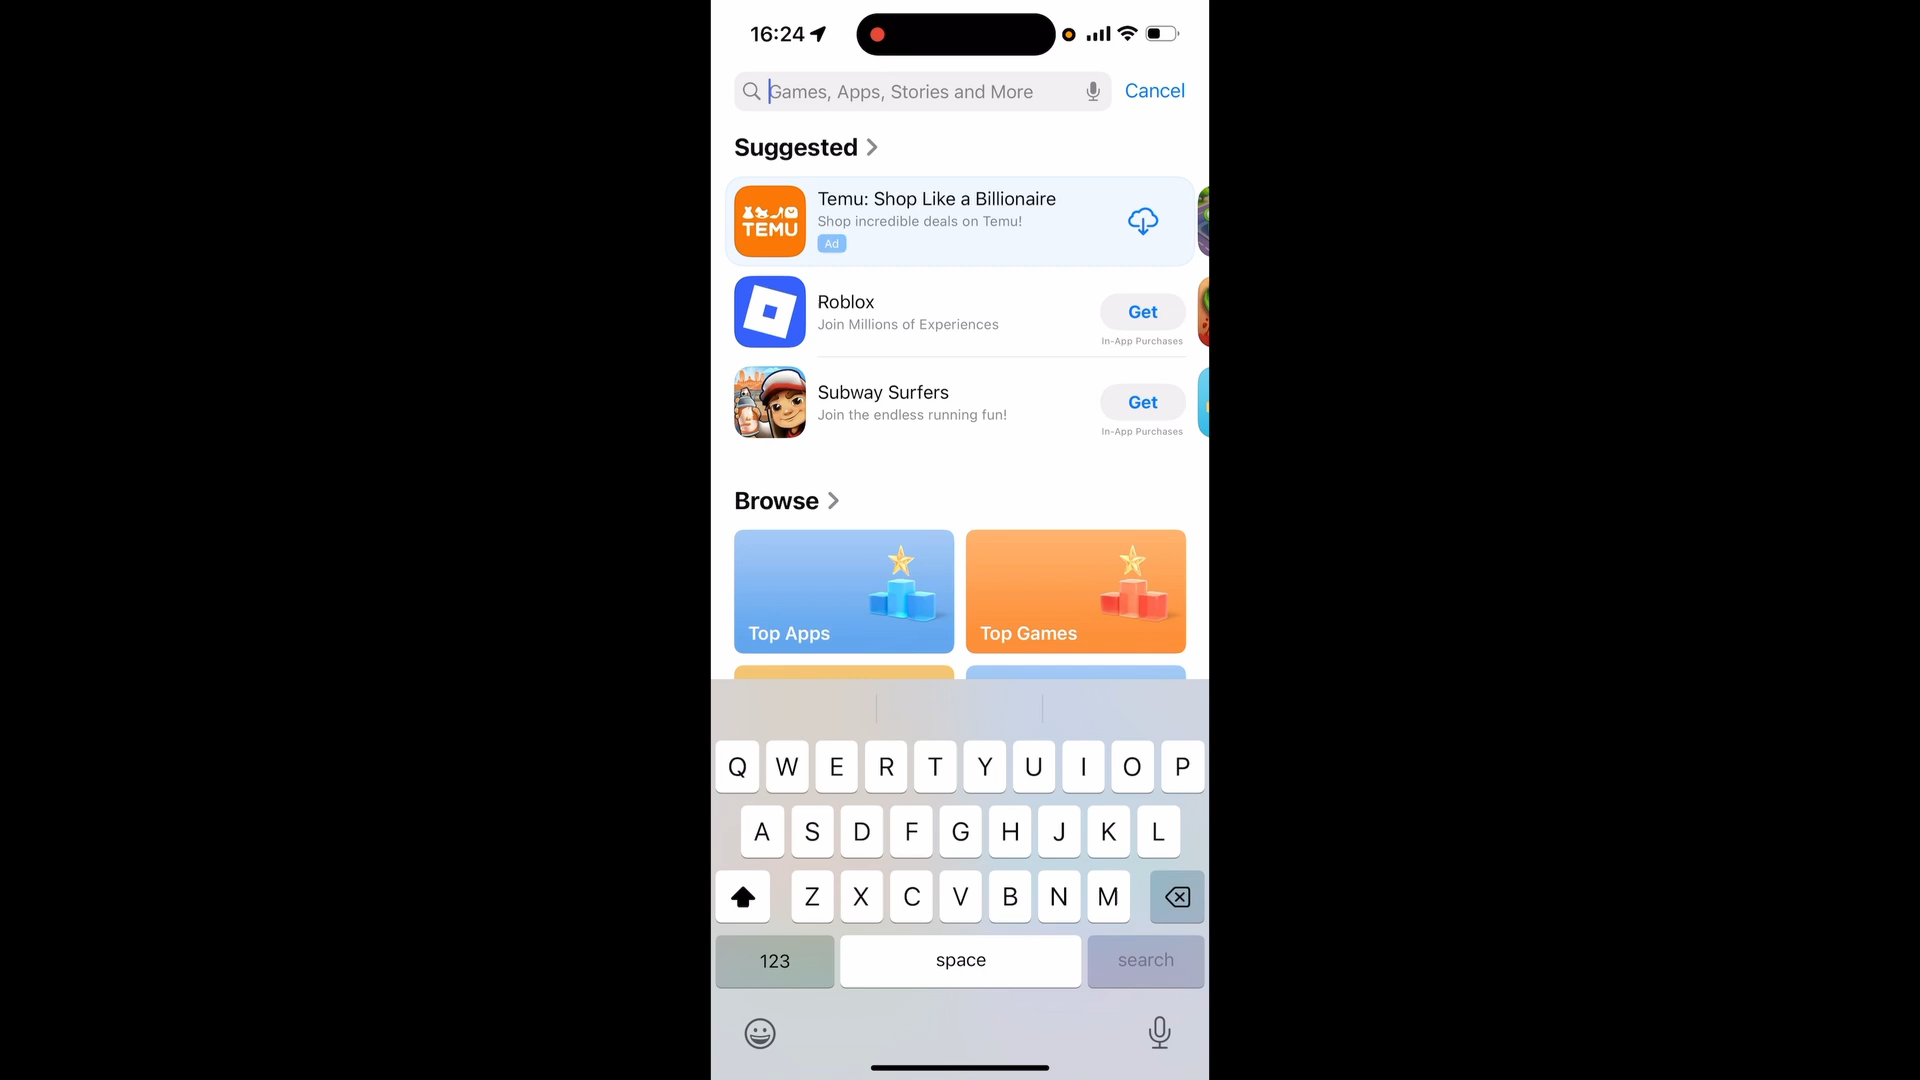 16:24
Games, Apps, Stories and More
Cancel
Suggested
TEMU
Temu: Shop Like a Billionaire
Shop incredible deals on Temu!
Ad
Roblox
Join Millions of Experiences
Get
In-App Purchases
Subway Surfers
Join the endless running fun!
Get
In-App Purchases
Browse
Top Apps
Top Games
Q W E R T Y U I O P
A S D F G H J K L
Z X C V B N M
123 space search